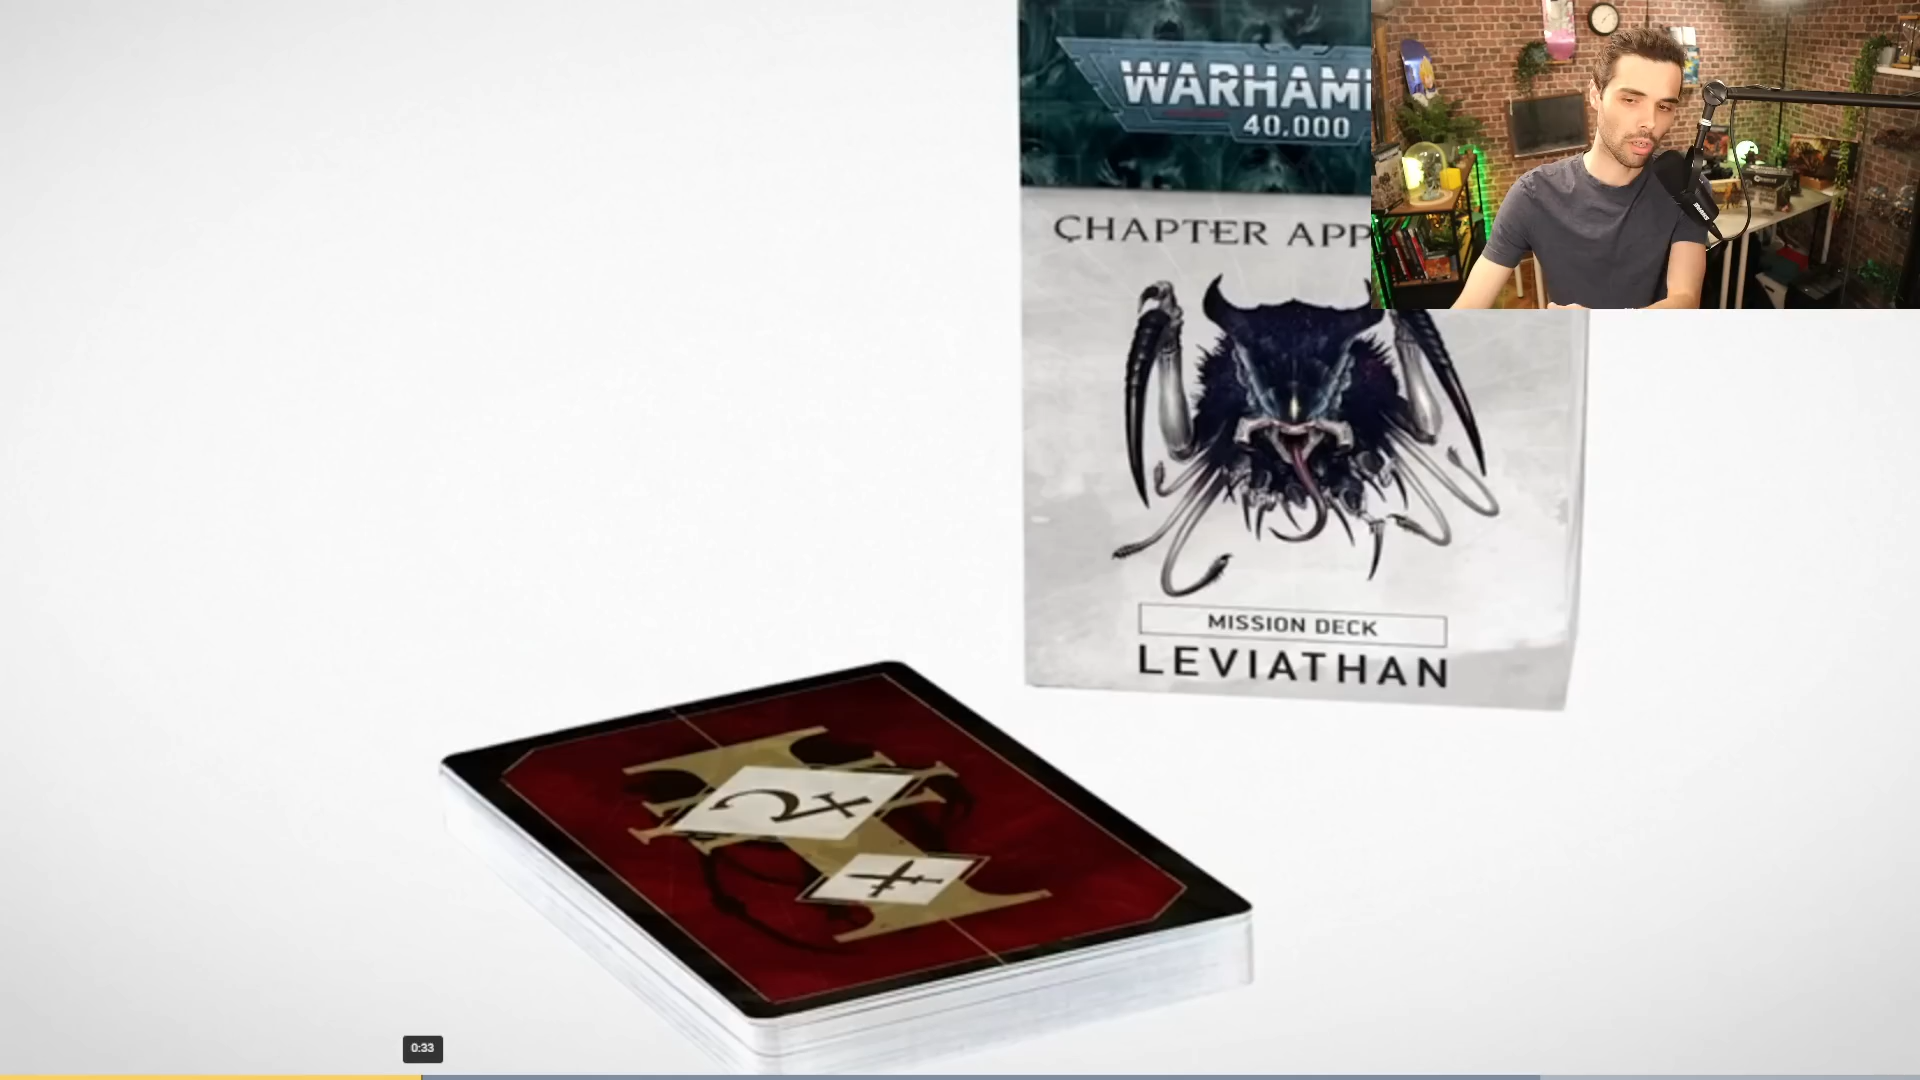 WARHAM
40,000
CHAPTER APP
MISSION DECK
LEVIATHAN
0:33